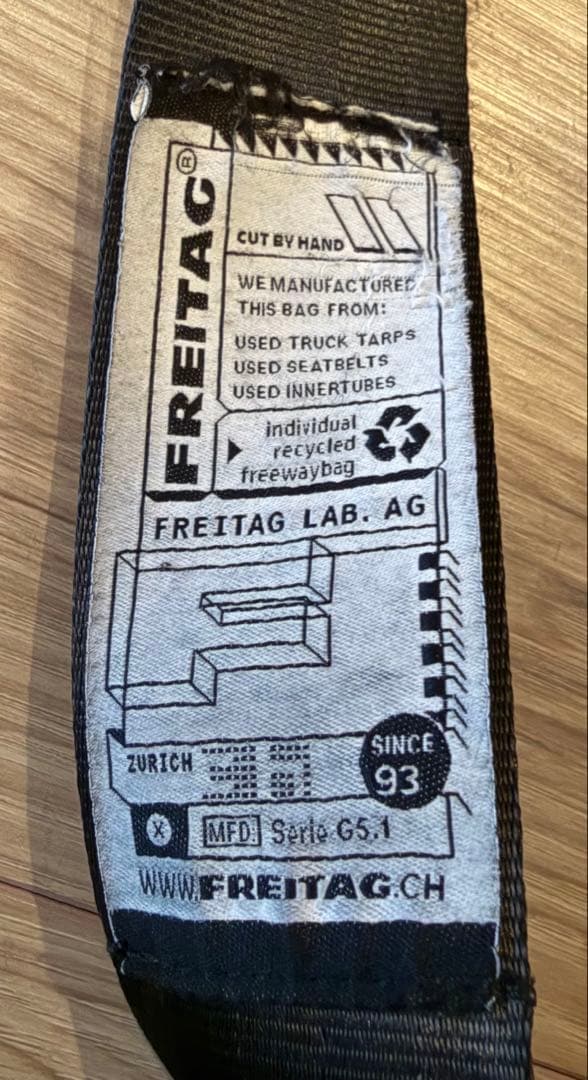 FREITAG®
CUT BY HAND
WE MANUFACTURED
THIS BAG FROM:
USED TRUCK TARPS
USED SEATBELTS
USED INNERTUBES
individual
recycled
freewaybag
FREITAG LAB. AG
F
ZURICH
SINCE
93
X
MFD: Serie G5.1
WWW.FREITAG.CH